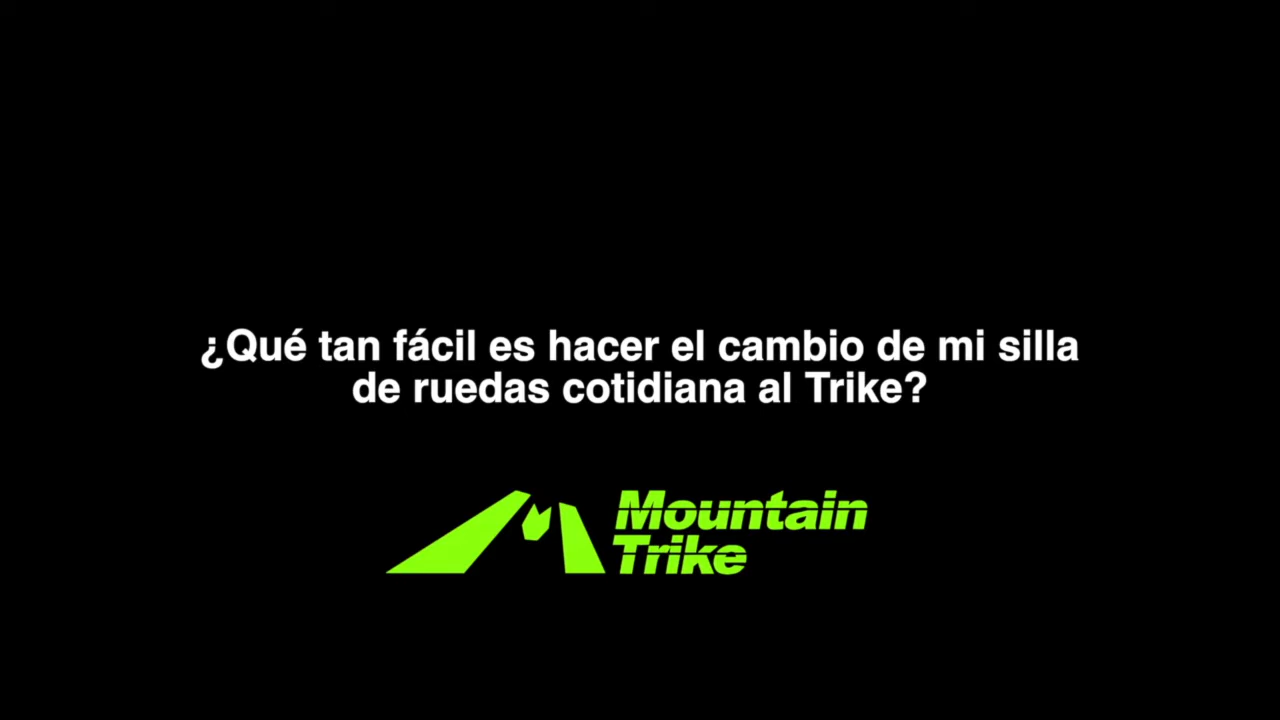 ¿Qué tan fácil es hacer el cambio de mi silla
de ruedas cotidiana al Trike?
Mountain
Trike